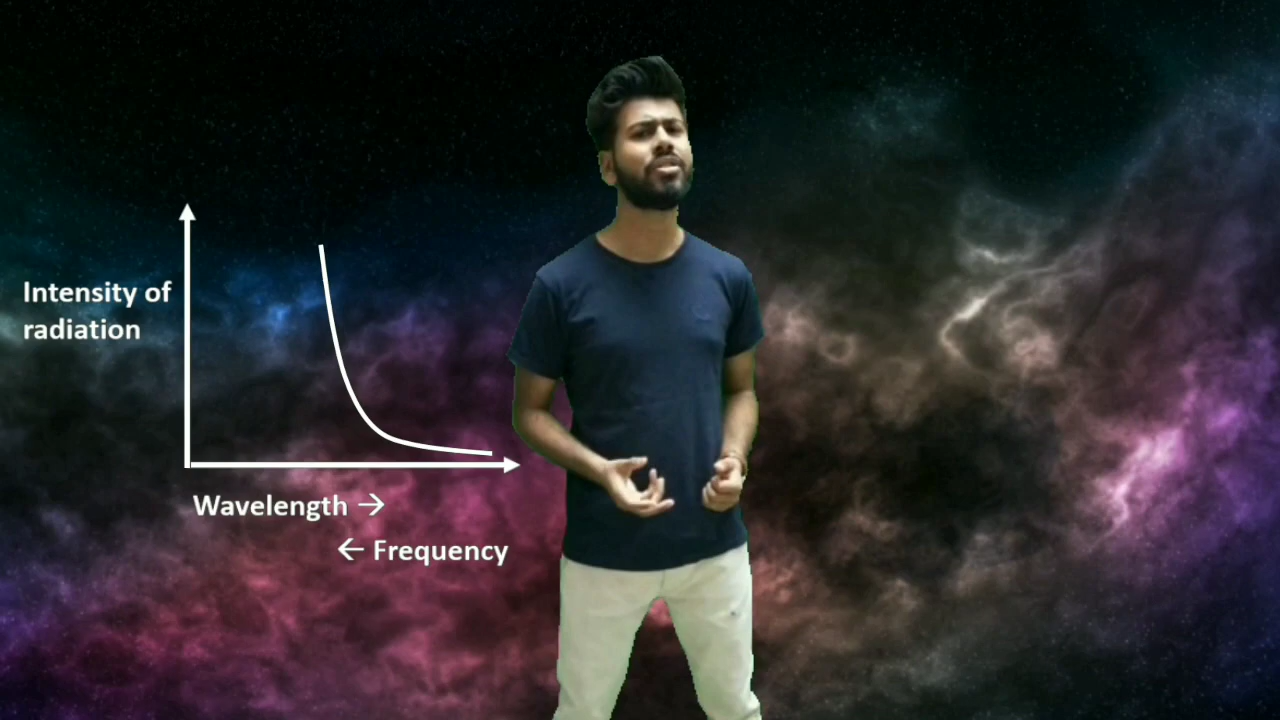 Intensity of
radiation
Wavelength →
← Frequency